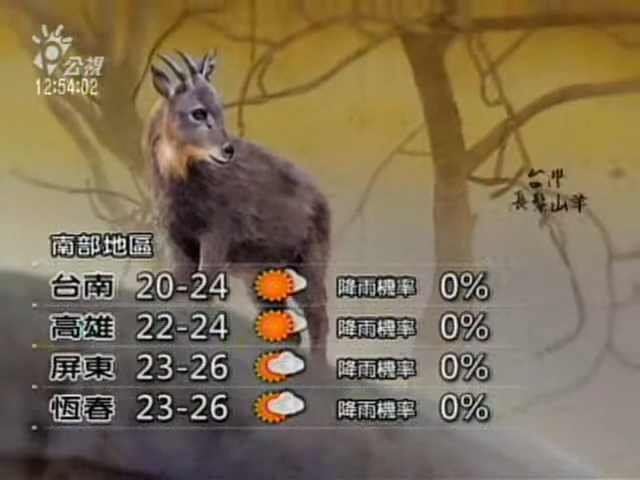 公視
12:54:02
台灣
長鬃山羊
南部地區
台南 20-24 降雨機率 0%
高雄 22-24 降雨機率 0%
屏東 23-26 降雨機率 0%
恆春 23-26 降雨機率 0%